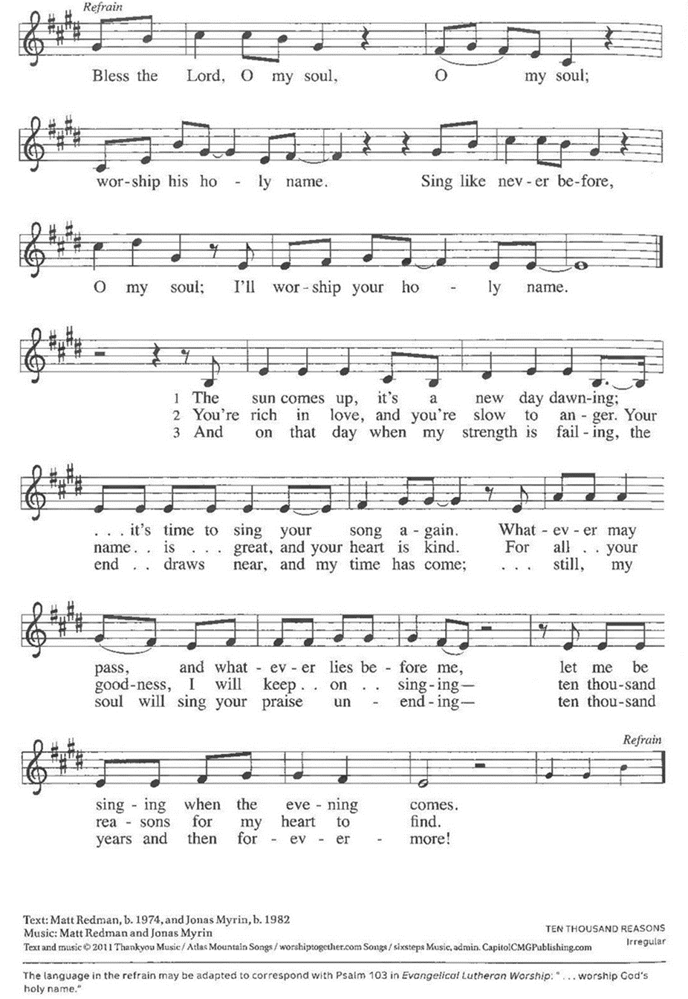 Refrain
Bless the Lord, O my soul, O my soul;
wor-ship his ho - ly name. Sing like nev - er be-fore,
O my soul; I'll wor - ship your ho - ly name.
1 The sun comes up, it's a new day dawn-ing;
2 You're rich in love, and you're slow to an - ger. Your
3 And on that day when my strength is fail - ing, the
. . . it's time to sing your song a - gain. What - ev - er may
name. . is . . . great, and your heart is kind. For all . . your
end . . draws near, and my time has come; . . . still, my
pass, and what - ev - er lies be - fore me, let me be
good-ness, I will keep . . on . . sing-ing— ten thou-sand
soul will sing your praise un - end-ing— ten thou-sand
Refrain
sing - ing when the eve - ning comes.
rea - sons for my heart to find.
years and then for - ev - er - more!
Text: Matt Redman, b. 1974, and Jonas Myrin, b. 1982
Music: Matt Redman and Jonas Myrin
Text and music © 2011 Thankyou Music / Atlas Mountain Songs / worshiptogether.com Songs / sixsteps Music, admin. CapitolCMGPublishing.com
TEN THOUSAND REASONS
Irregular
The language in the refrain may be adapted to correspond with Psalm 103 in Evangelical Lutheran Worship: " . . . worship God's
holy name."